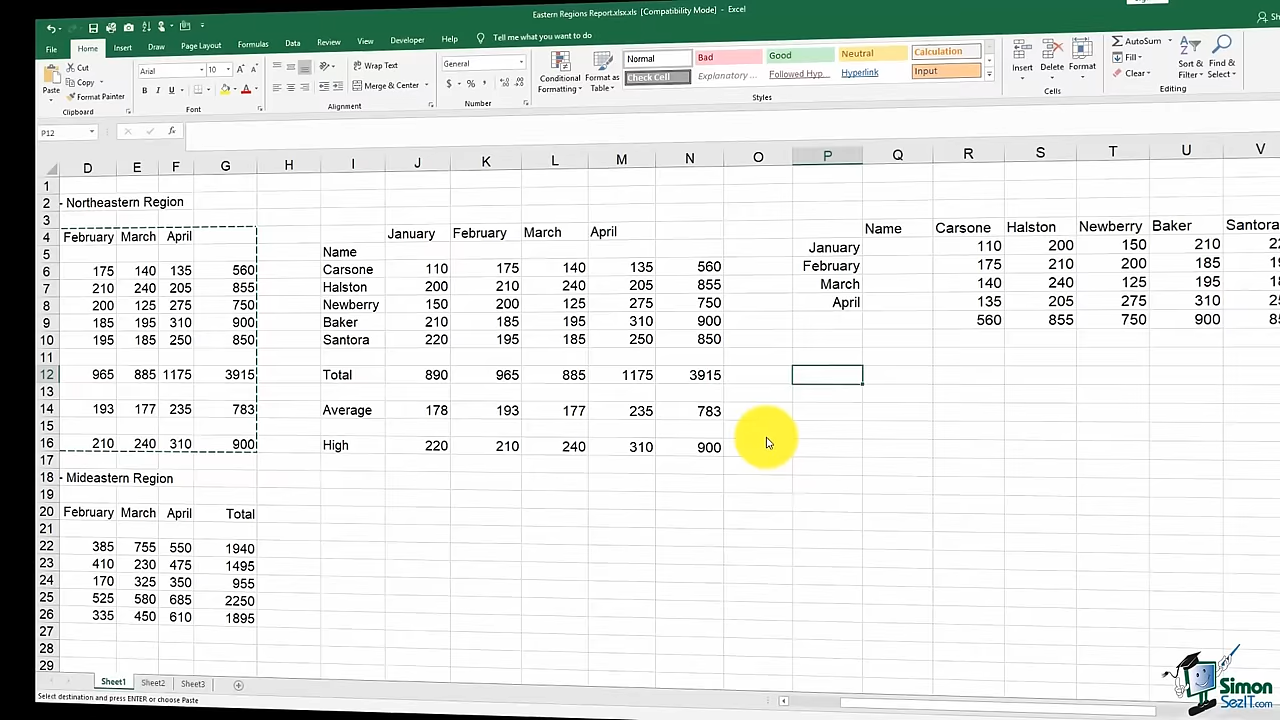 Eastern Regions Report.xlsx.xls [Compatibility Mode] - Excel
File Home Insert Draw Page Layout Formulas Data Review View Developer Help Tell me what you want to do
Paste Cut Copy Format Painter Clipboard
Arial 10 B I U A Font
Wrap Text Merge & Center Alignment
General $ % Number
Conditional Formatting Format as Table
Normal Bad Good Neutral Calculation
Check Cell Explanatory ... Followed Hyp... Hyperlink Input
Styles
Insert Delete Format Cells
AutoSum Fill Clear Sort & Filter Find & Select Editing
P12 fx
D E F G H I J K L M N O P Q R S T U V
1
2 - Northeastern Region
3
4 February March April January February March April Name Carsone Halston Newberry Baker Santora
5 Name January 110 200 150 210
6 175 140 135 560 Carsone 110 175 140 135 560 February 175 210 200 185
7 210 240 205 855 Halston 200 210 240 205 855 March 140 240 125 195
8 200 125 275 750 Newberry 150 200 125 275 750 April 135 205 275 310
9 185 195 310 900 Baker 210 185 195 310 900 560 855 750 900
10 195 185 250 850 Santora 220 195 185 250 850
11
12 965 885 1175 3915 Total 890 965 885 1175 3915
13
14 193 177 235 783 Average 178 193 177 235 783
15
16 210 240 310 900 High 220 210 240 310 900
17
18 - Mideastern Region
19
20 February March April Total
21
22 385 755 550 1940
23 410 230 475 1495
24 170 325 350 955
25 525 580 685 2250
26 335 450 610 1895
27
28
29
Sheet1 Sheet2 Sheet3
Select destination and press ENTER or choose Paste
Simon
SezIT.com